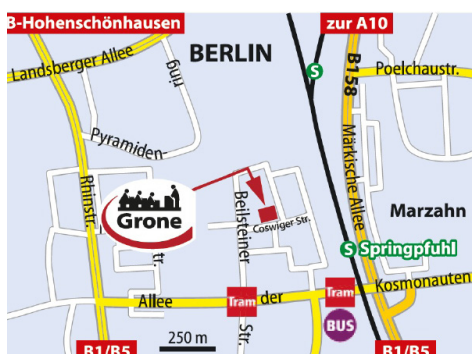 B-Hohenschönhausen
zur A10
BERLIN
Landsberger Allee
ring
S
B158
Poelchaustr.
Pyramiden-
Rhinstr.
Märkische Allee
Grone
Beilsteiner
Coswiger Str.
Marzahn
tr.
S Springpfuhl
Allee
Tram
der
Tram
Kosmonauten
BUS
250 m
Str.
B1/B5
B1/B5